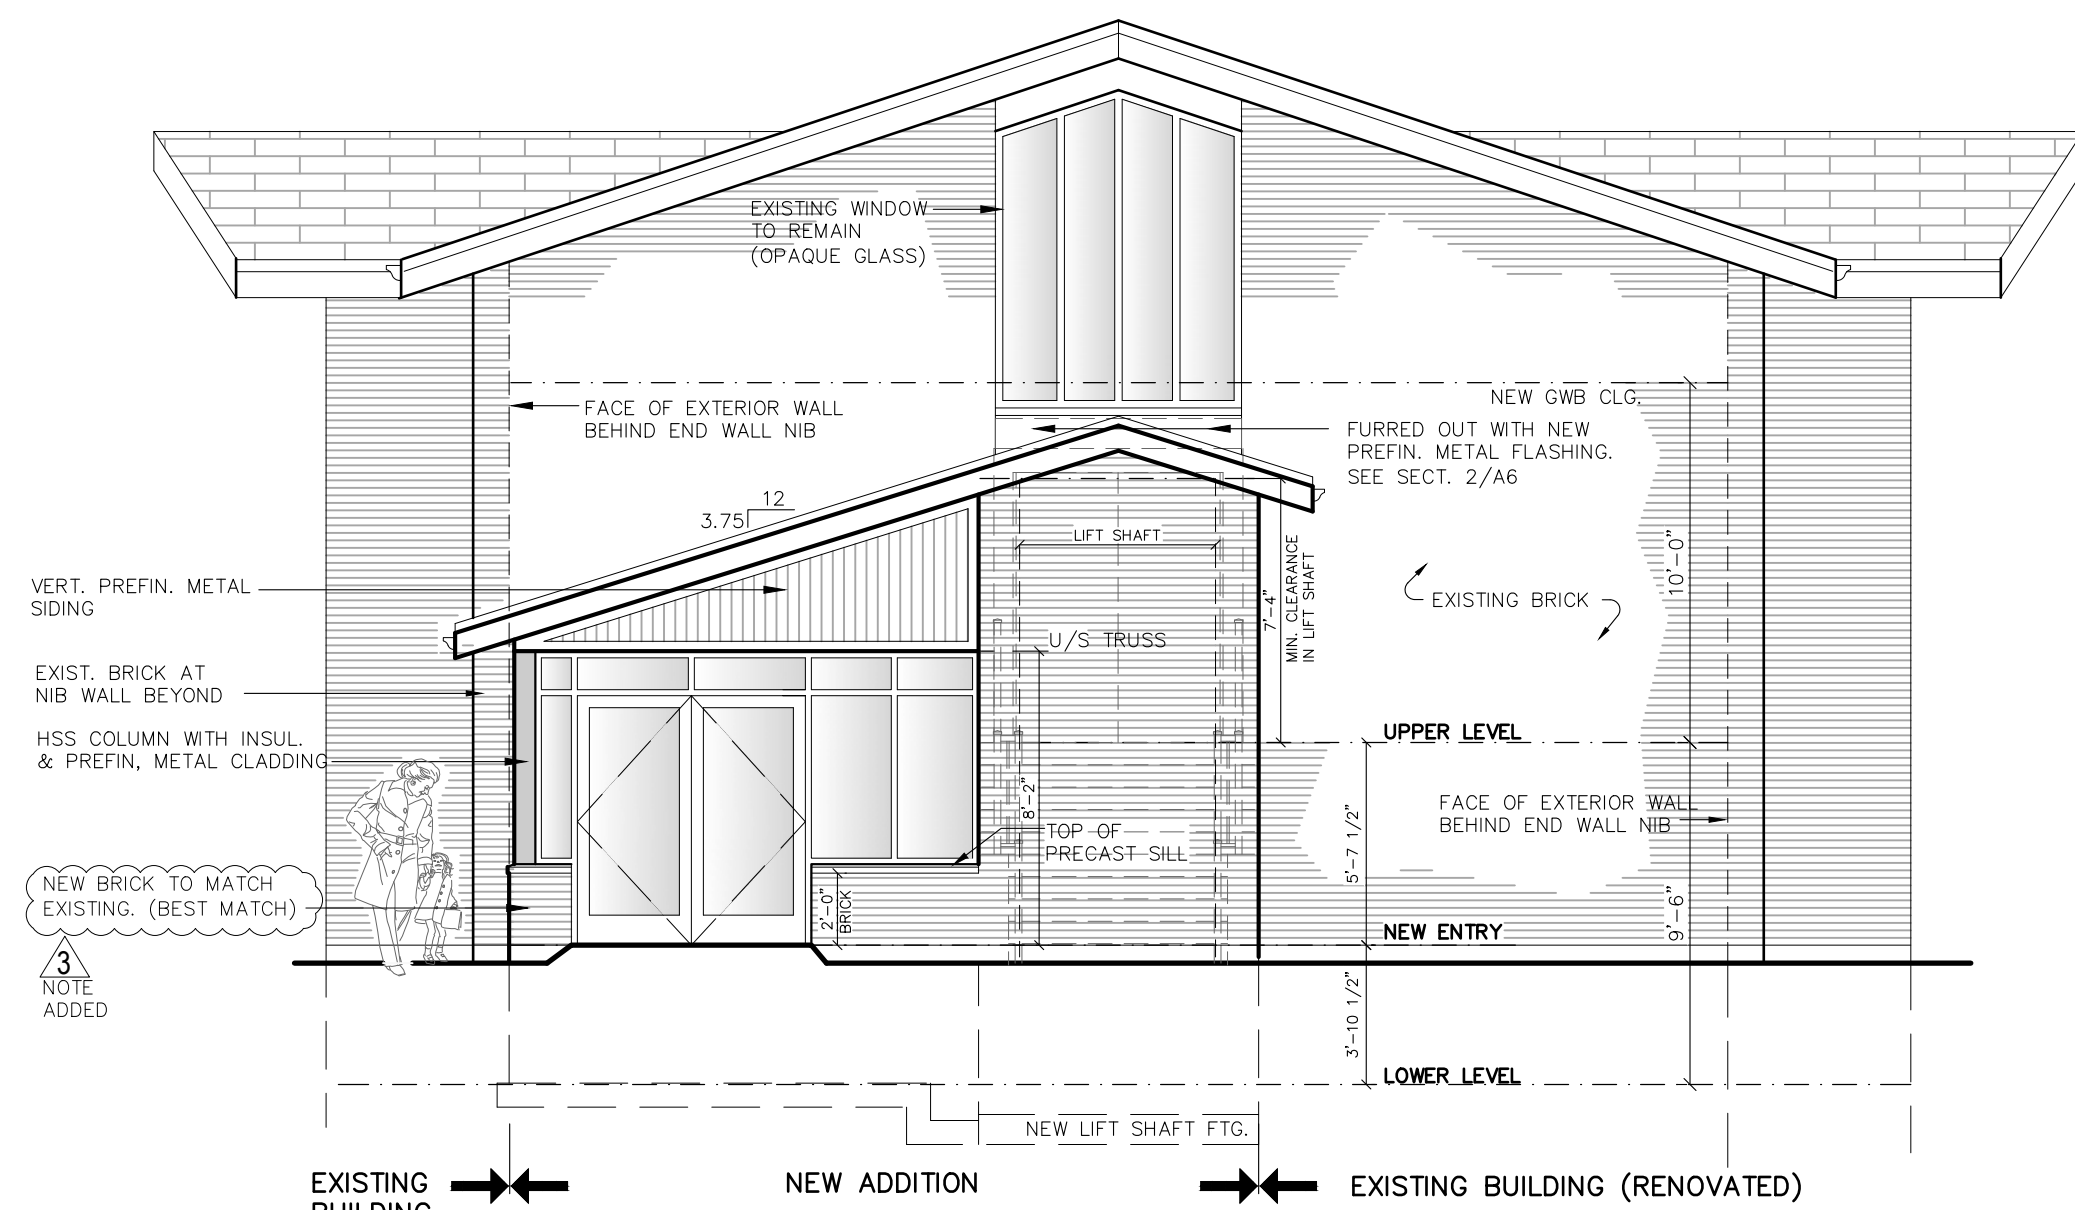 EXISTING WINDOW
TO REMAIN
(OPAQUE GLASS)
NEW GWB CLG.
FACE OF EXTERIOR WALL
BEHIND END WALL NIB
FURRED OUT WITH NEW
PREFIN. METAL FLASHING.
SEE SECT. 2/A6
12
3.75
LIFT SHAFT
MIN. CLEARANCE
IN LIFT SHAFT
7'-4"
10'-0"
VERT. PREFIN. METAL
SIDING
EXISTING BRICK
U/S TRUSS
EXIST. BRICK AT
NIB WALL BEYOND
HSS COLUMN WITH INSUL.
& PREFIN, METAL CLADDING
UPPER LEVEL
8'-2"
FACE OF EXTERIOR WALL
BEHIND END WALL NIB
TOP OF
PRECAST SILL
5'-7 1/2"
NEW BRICK TO MATCH
EXISTING. (BEST MATCH)
2'-0"
BRICK
9'-6"
NEW ENTRY
3
NOTE
ADDED
3'-10 1/2"
LOWER LEVEL
NEW LIFT SHAFT FTG.
EXISTING
BUILDING
NEW ADDITION
EXISTING BUILDING (RENOVATED)